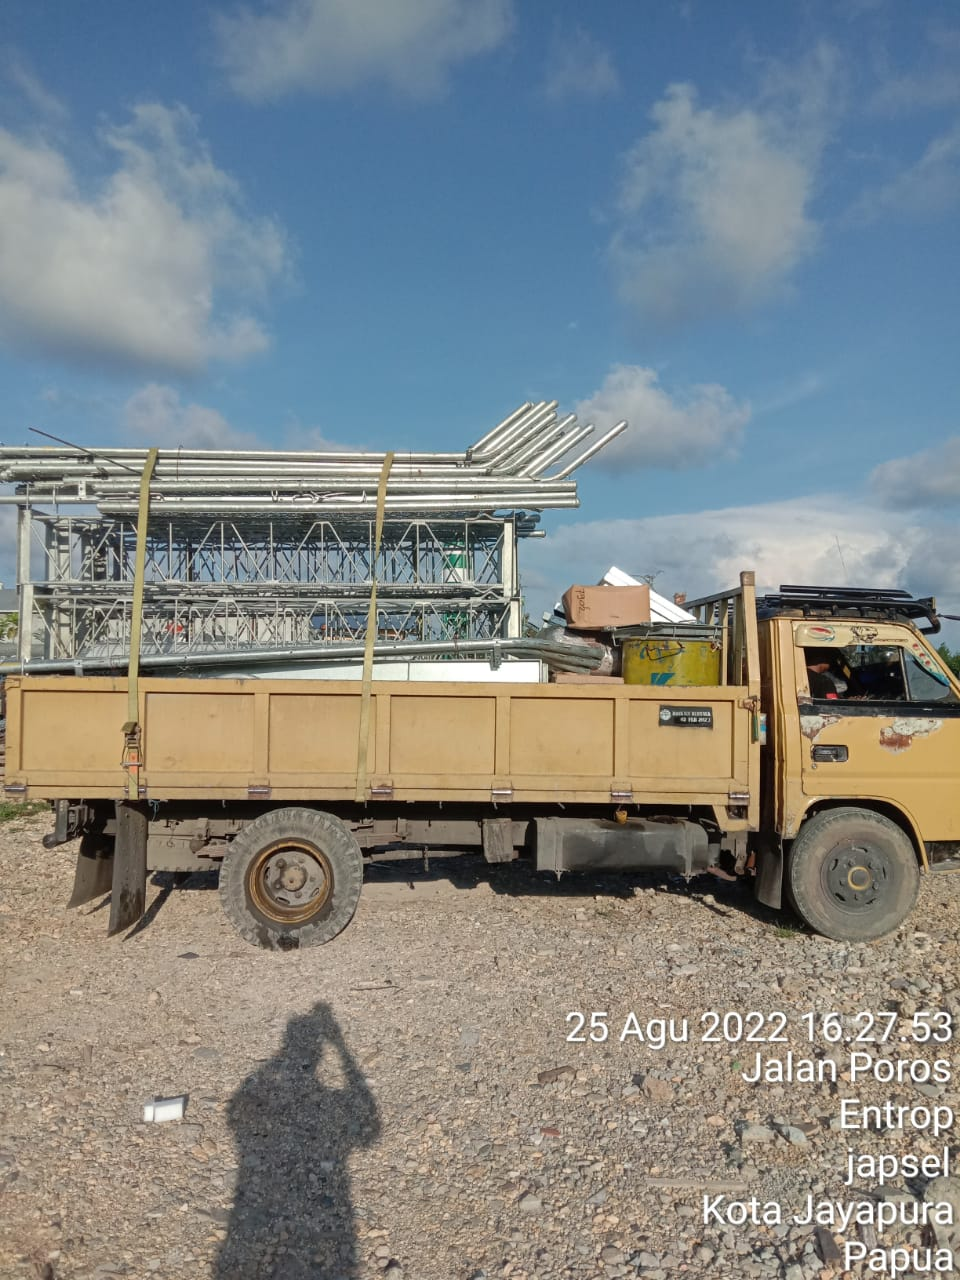 25 Agu 2022 16.27.53
Jalan Poros
Entrop
japsel
Kota Jayapura
Papua